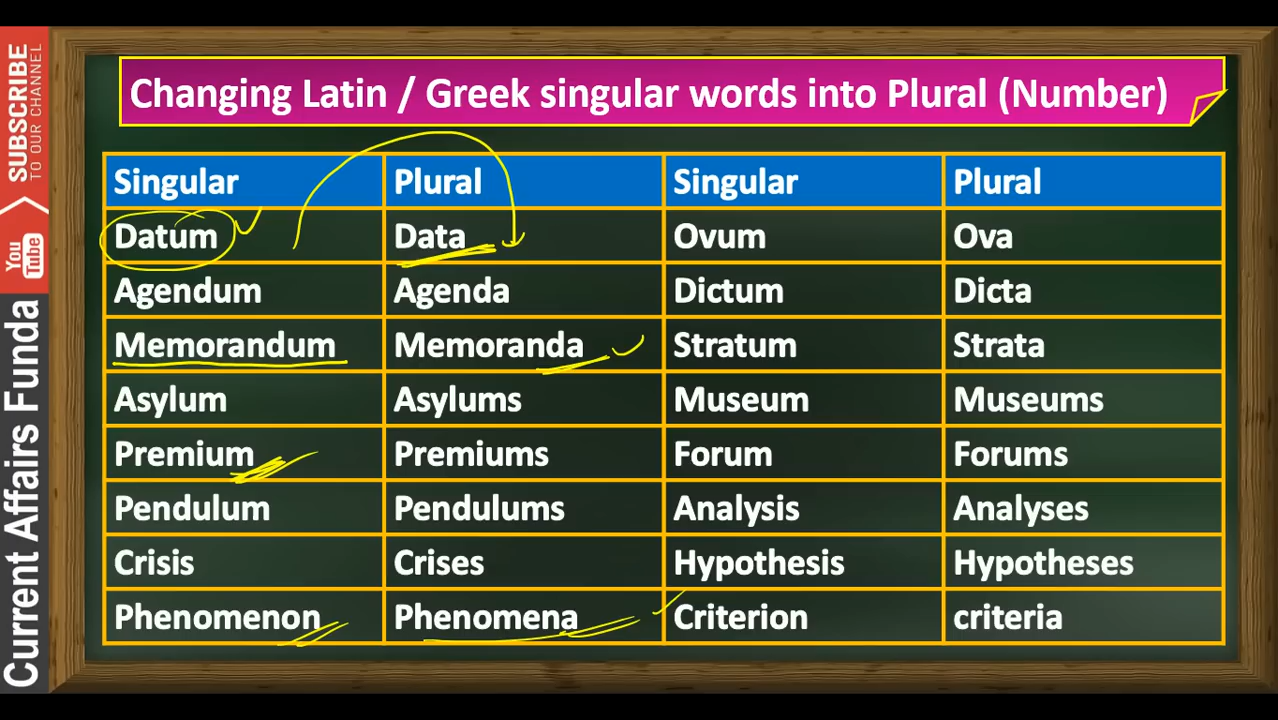 Changing Latin / Greek singular words into Plural (Number)
Singular Plural Singular Plural
Datum Data Ovum Ova
Agendum Agenda Dictum Dicta
Memorandum Memoranda Stratum Strata
Asylum Asylums Museum Museums
Premium Premiums Forum Forums
Pendulum Pendulums Analysis Analyses
Crisis Crises Hypothesis Hypotheses
Phenomenon Phenomena Criterion criteria
SUBSCRIBE
TO OUR CHANNEL
You
Tube
Current Affairs Funda